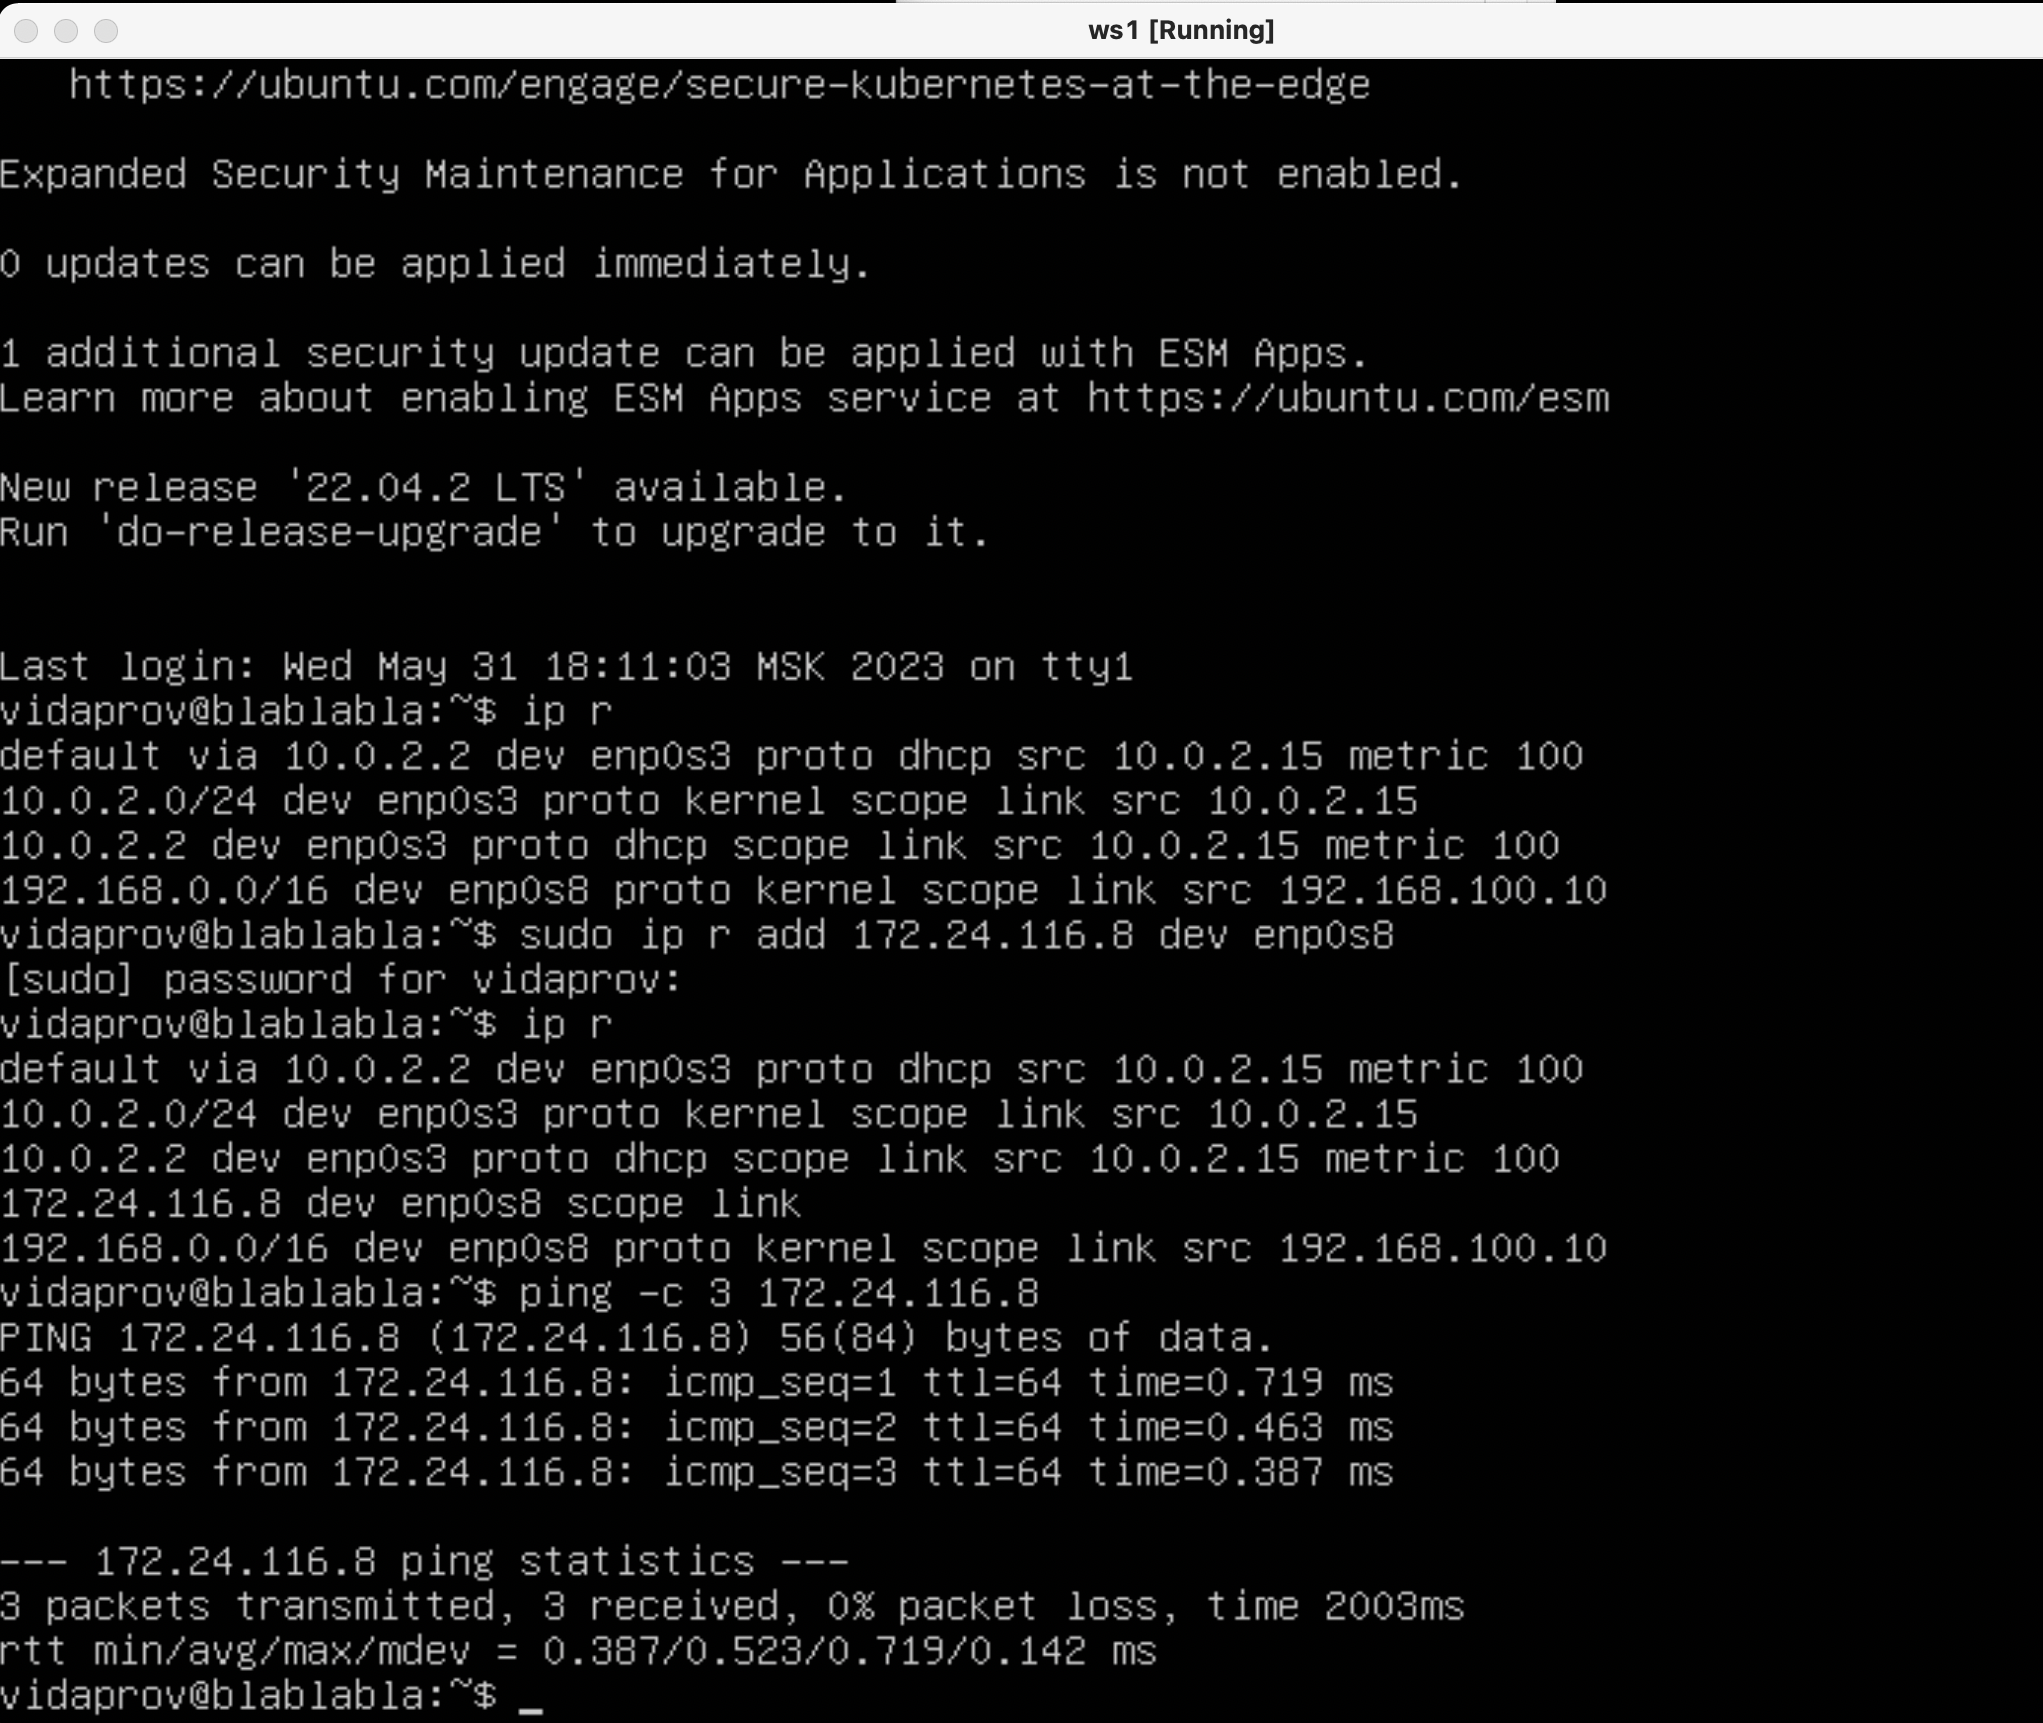 ws1 [Running]
https://ubuntu.com/engage/secure-kubernetes-at-the-edge
Expanded Security Maintenance for Applications is not enabled.
0 updates can be applied immediately.
1 additional security update can be applied with ESM Apps.
Learn more about enabling ESM Apps service at https://ubuntu.com/esm
New release '22.04.2 LTS' available.
Run 'do-release-upgrade' to upgrade to it.
Last login: Wed May 31 18:11:03 MSK 2023 on tty1
vidaprov@blablabla:~$ ip r
default via 10.0.2.2 dev enp0s3 proto dhcp src 10.0.2.15 metric 100
10.0.2.0/24 dev enp0s3 proto kernel scope link src 10.0.2.15
10.0.2.2 dev enp0s3 proto dhcp scope link src 10.0.2.15 metric 100
192.168.0.0/16 dev enp0s8 proto kernel scope link src 192.168.100.10
vidaprov@blablabla:~$ sudo ip r add 172.24.116.8 dev enp0s8
[sudo] password for vidaprov:
vidaprov@blablabla:~$ ip r
default via 10.0.2.2 dev enp0s3 proto dhcp src 10.0.2.15 metric 100
10.0.2.0/24 dev enp0s3 proto kernel scope link src 10.0.2.15
10.0.2.2 dev enp0s3 proto dhcp scope link src 10.0.2.15 metric 100
172.24.116.8 dev enp0s8 scope link
192.168.0.0/16 dev enp0s8 proto kernel scope link src 192.168.100.10
vidaprov@blablabla:~$ ping -c 3 172.24.116.8
PING 172.24.116.8 (172.24.116.8) 56(84) bytes of data.
64 bytes from 172.24.116.8: icmp_seq=1 ttl=64 time=0.719 ms
64 bytes from 172.24.116.8: icmp_seq=2 ttl=64 time=0.463 ms
64 bytes from 172.24.116.8: icmp_seq=3 ttl=64 time=0.387 ms
--- 172.24.116.8 ping statistics ---
3 packets transmitted, 3 received, 0% packet loss, time 2003ms
rtt min/avg/max/mdev = 0.387/0.523/0.719/0.142 ms
vidaprov@blablabla:~$ _